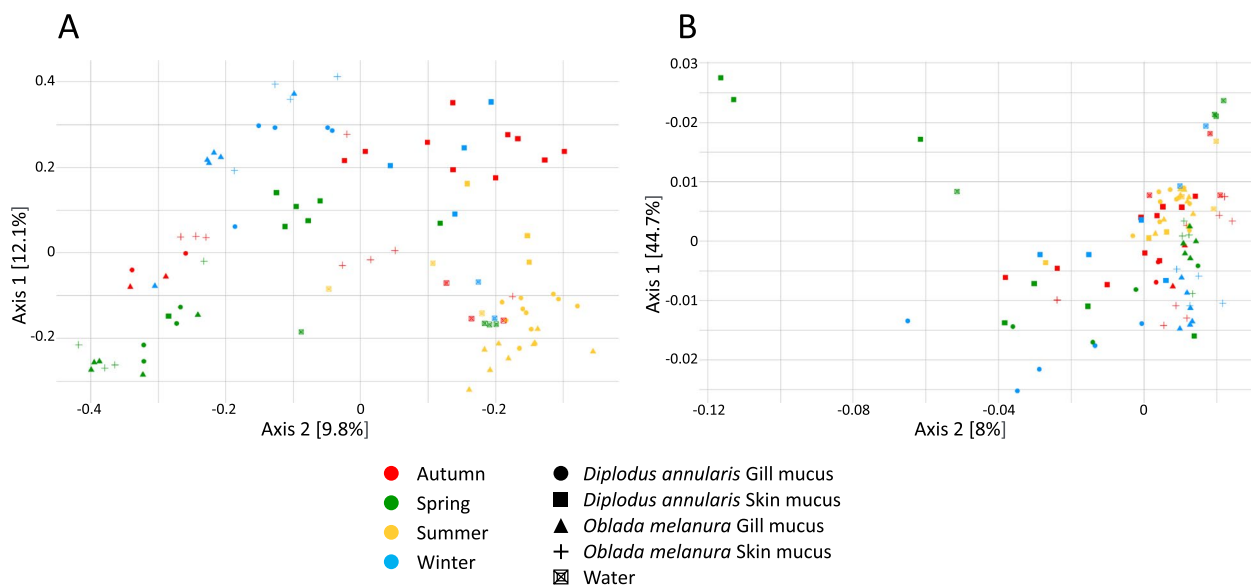 A
B
0.4
0.2
0
-0.2
Axis 1 [12.1%]
-0.4
-0.2
-0.2
0
-0.2
Axis 2 [9.8%]
0.03
-0.02
0.01
0
-0.01
-0.02
Axis 1 [44.7%]
-0.12
-0.08
-0.04
0
Axis 2 [8%]
Autumn
Spring
Summer
Winter
Diplodus annularis Gill mucus
Diplodus annularis Skin mucus
Oblada melanura Gill mucus
Oblada melanura Skin mucus
Water